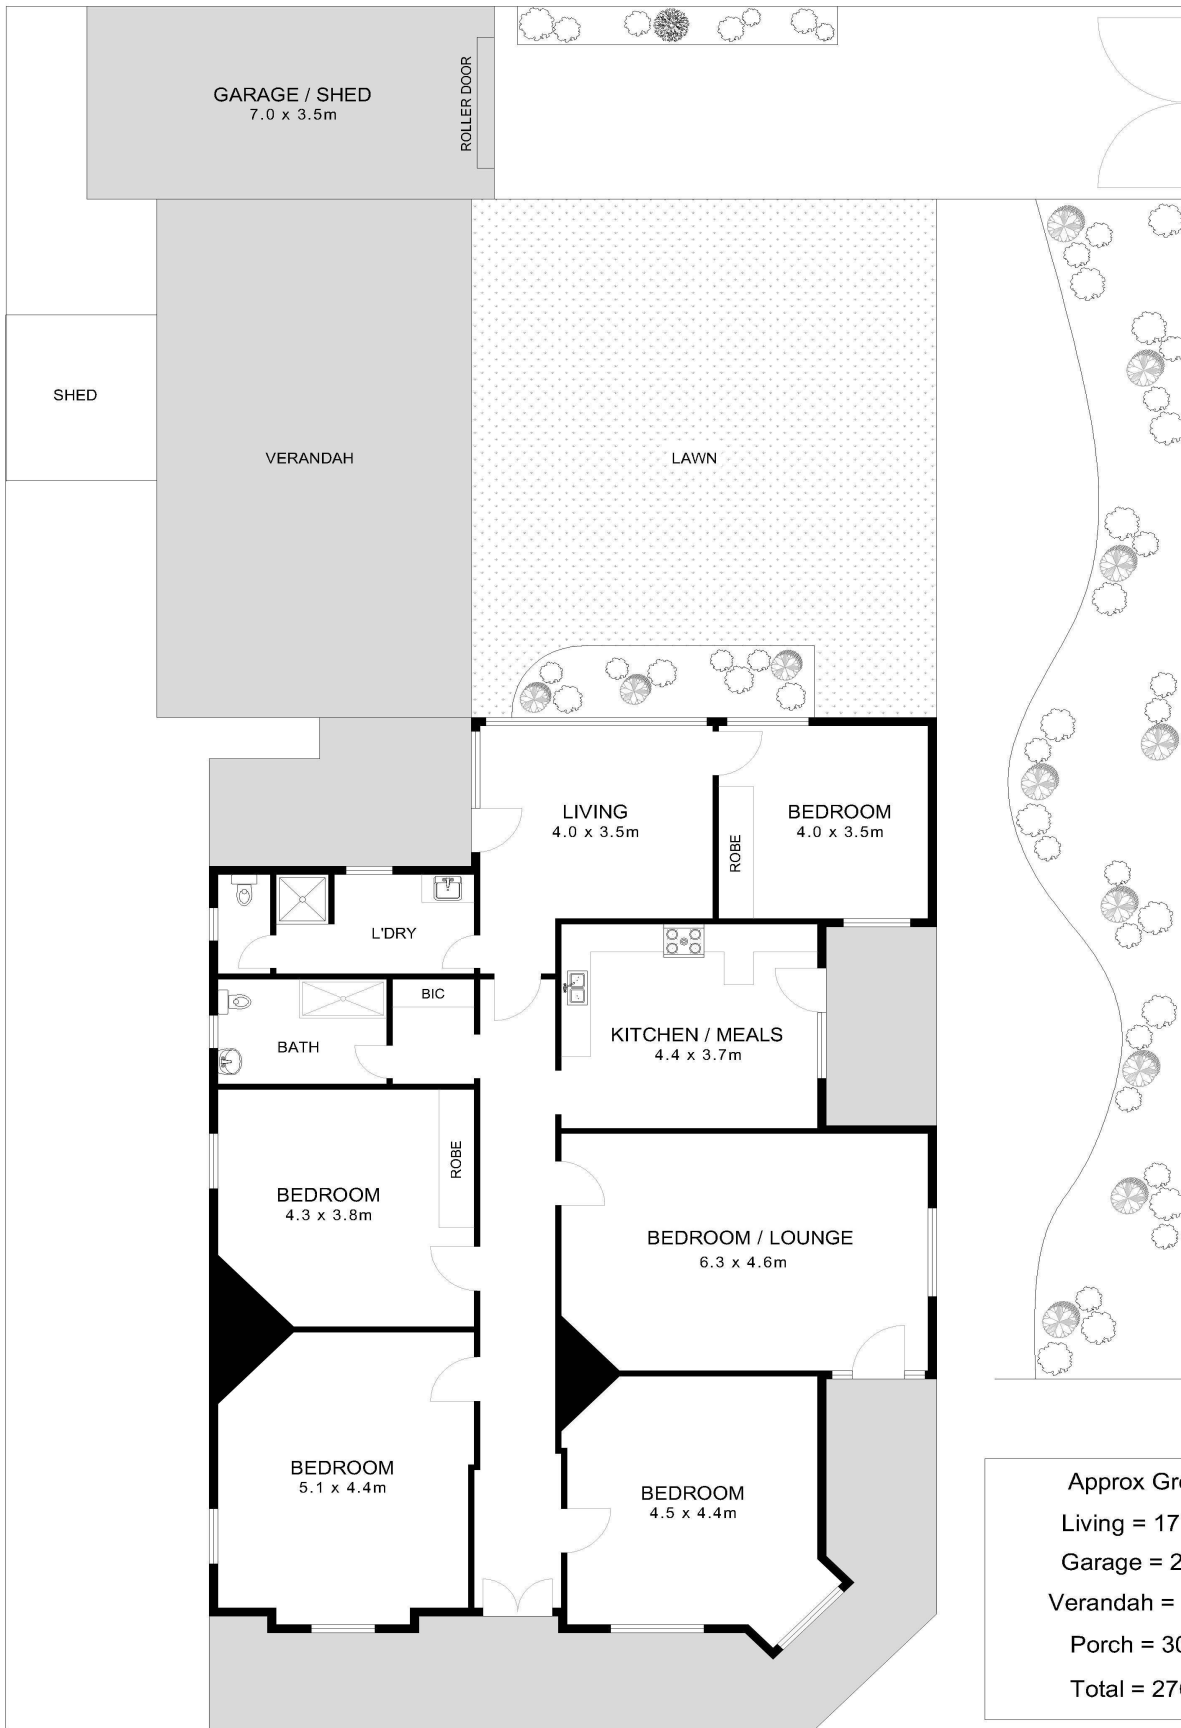 GARAGE / SHED
7.0 x 3.5m
ROLLER DOOR
SHED
VERANDAH
LAWN
LIVING
4.0 x 3.5m
BEDROOM
4.0 x 3.5m
ROBE
L'DRY
BIC
BATH
KITCHEN / MEALS
4.4 x 3.7m
ROBE
BEDROOM
4.3 x 3.8m
BEDROOM / LOUNGE
6.3 x 4.6m
BEDROOM
5.1 x 4.4m
BEDROOM
4.5 x 4.4m
Approx
Living = 17
Garage = 2
Verandah =
Porch = 30
Total =